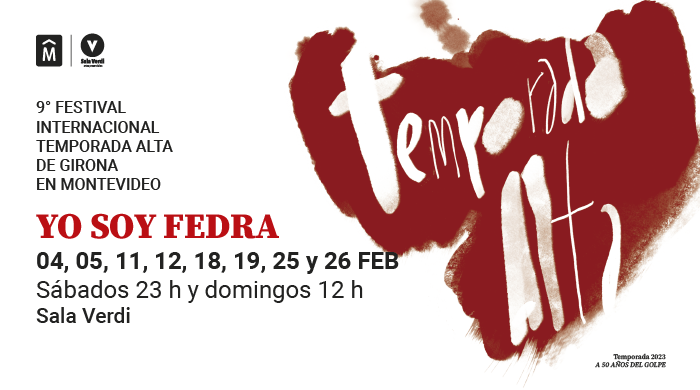 M
V
Sala Verdi
9° FESTIVAL
INTERNACIONAL
TEMPORADA ALTA
DE GIRONA
EN MONTEVIDEO
YO SOY FEDRA
04, 05, 11, 12, 18, 19, 25 y 26 FEB
Sábados 23 h y domingos 12 h
Sala Verdi
Temporada
Alta
Temporada 2023
A 50 AÑOS DEL GOLPE